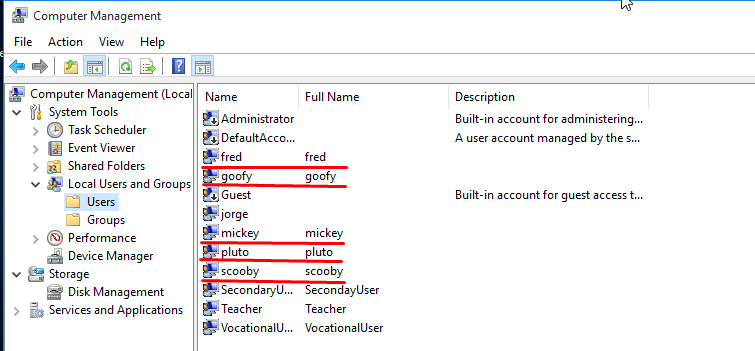 Computer Management
File Action View Help
Computer Management (Local
System Tools
Task Scheduler
Event Viewer
Shared Folders
Local Users and Groups
Users
Groups
Performance
Device Manager
Storage
Disk Management
Services and Applications
Name Full Name Description
Administrator Built-in account for administering...
DefaultAcco... A user account managed by the s...
fred fred
goofy goofy
Guest Built-in account for guest access t...
jorge
mickey mickey
pluto pluto
scooby scooby
SecondaryU... SecondayUser
Teacher Teacher
VocationalU... VocationalUser